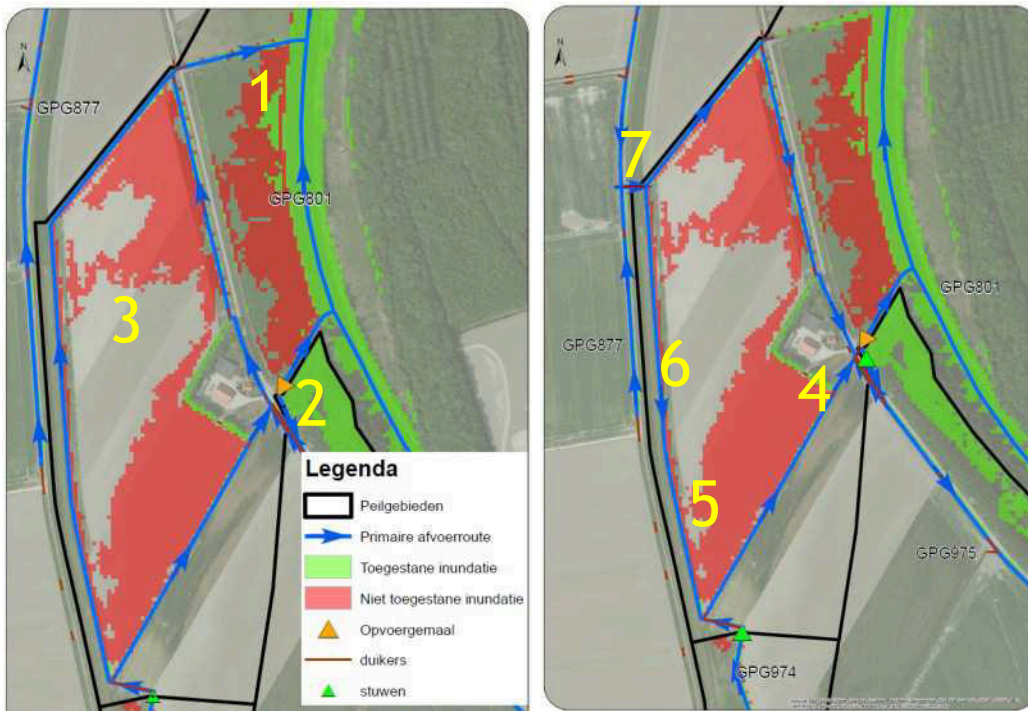 N
GPG877
1
GPG801
3
2
Legenda
Peilgebieden
Primaire afvoerroute
Toegestane inundatie
Niet toegestane inundatie
Opvoergemaal
duikers
stuwen
N
7
GPG801
GPG877
6
4
5
GPG975
GPG974